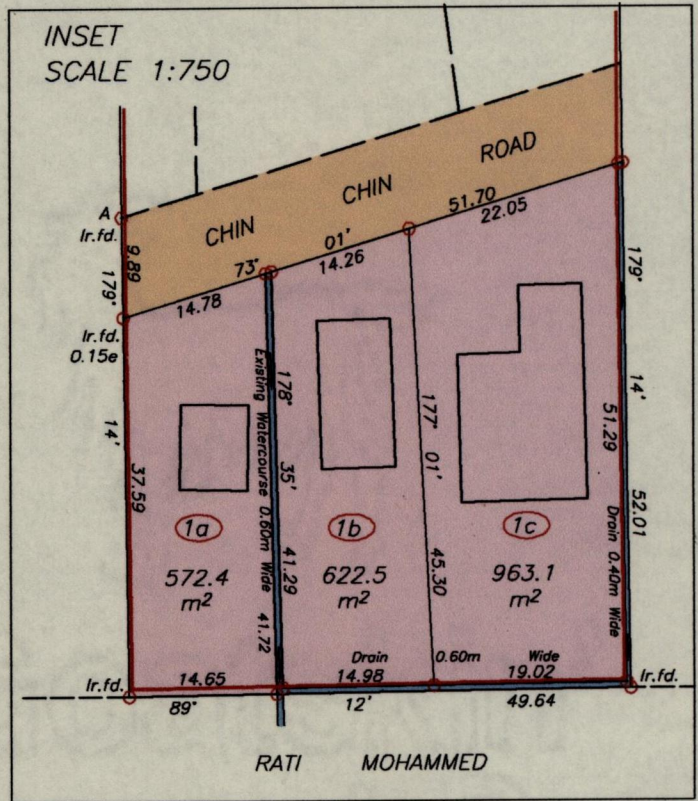 INSET
SCALE 1:750
CHIN CHIN ROAD
A
Ir.fd.
9.89
179°
Ir.fd.
0.15e
14'
37.59
73° 01'
14.78
14.26
51.70
22.05
179°
14'
51.29
52.01
Drain 0.40m Wide
Existing Watercourse 0.60m Wide
178°
35'
41.29
41.72
177°
01'
45.30
1a
572.4
m²
1b
622.5
m²
1c
963.1
m²
Drain 0.60m Wide
Ir.fd.
14.65
14.98
19.02
Ir.fd.
89° 12'
49.64
RATI MOHAMMED